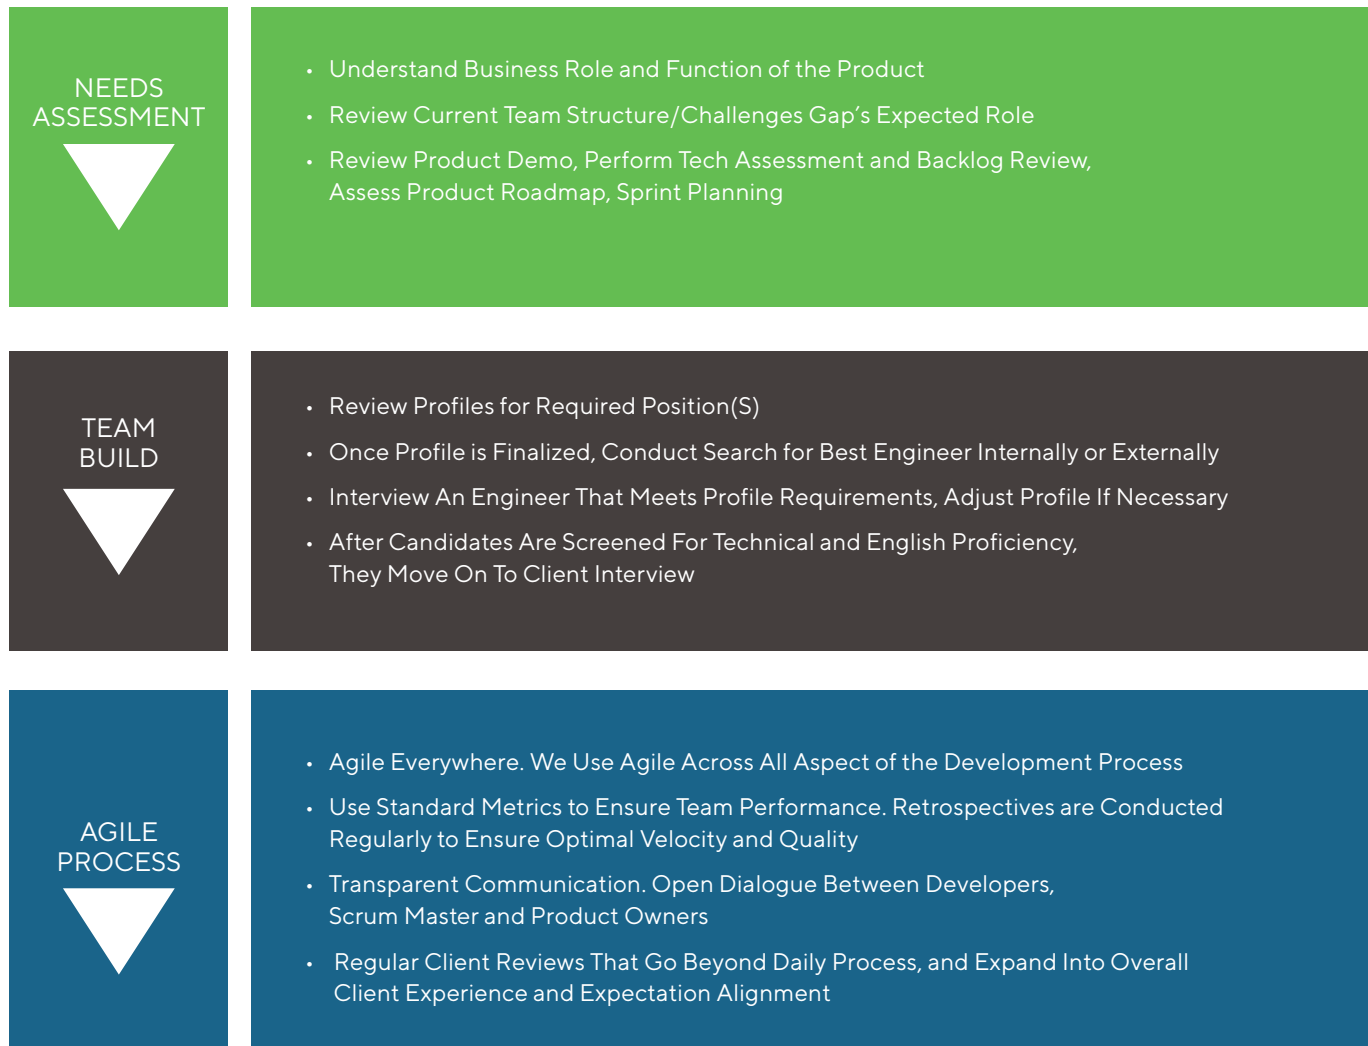 NEEDS
ASSESSMENT
• Understand Business Role and Function of the Product
• Review Current Team Structure/Challenges Gap's Expected Role
• Review Product Demo, Perform Tech Assessment and Backlog Review,
Assess Product Roadmap, Sprint Planning
TEAM
BUILD
• Review Profiles for Required Position(S)
• Once Profile is Finalized, Conduct Search for Best Engineer Internally or Externally
• Interview An Engineer That Meets Profile Requirements, Adjust Profile If Necessary
• After Candidates Are Screened For Technical and English Proficiency,
They Move On To Client Interview
AGILE
PROCESS
• Agile Everywhere. We Use Agile Across All Aspect of the Development Process
• Use Standard Metrics to Ensure Team Performance. Retrospectives are Conducted
Regularly to Ensure Optimal Velocity and Quality
• Transparent Communication. Open Dialogue Between Developers,
Scrum Master and Product Owners
• Regular Client Reviews That Go Beyond Daily Process, and Expand Into Overall
Client Experience and Expectation Alignment